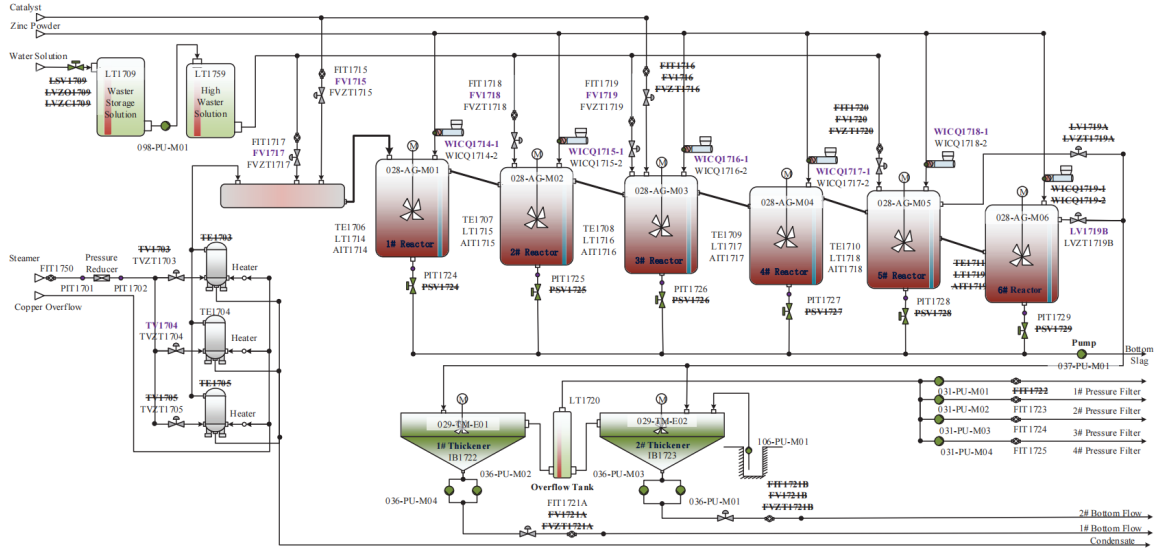 Catalyst
Zinc Powder
Water Solution
LSV1709
LVZO1709
LVZC1709
LT1709
Waster
Storage
Solution
LT1759
High
Waster
Solution
098-PU-M01
FIT1715
FV1715
FVZT1715
FIT1717
FV1717
FVZT1717
FIT1718
FV1718
FVZT1718
FIT1719
FV1719
FVZT1719
FIT1716
FV1716
FVZT1716
FIT1720
FV1720
FVZT1720
LV1719A
LVZT1719A
WICQ1714-1
WICQ1714-2
WICQ1715-1
WICQ1715-2
WICQ1716-1
WICQ1716-2
WICQ1717-1
WICQ1717-2
WICQ1718-1
WICQ1718-2
WICQ1719-1
WICQ1719-2
LV1719B
LVZT1719B
M
028-AG-M01
1# Reactor
M
028-AG-M02
2# Reactor
M
028-AG-M03
3# Reactor
M
028-AG-M04
4# Reactor
M
028-AG-M05
5# Reactor
M
028-AG-M06
6# Reactor
TE1706
LT1714
AIT1714
TE1707
LT1715
AIT1715
TE1708
LT1716
AIT1716
TE1709
LT1717
AIT1717
TE1710
LT1718
AIT1718
TE1711
LT1719
AIT1719
PIT1724
PSV1724
PIT1725
PSV1725
PIT1726
PSV1726
PIT1727
PSV1727
PIT1728
PSV1728
PIT1729
PSV1729
Steamer
FIT1750
PIT1701
Pressure
Reducer
PIT1702
Copper Overflow
TV1703
TVZT1703
TE1703
Heater
TV1704
TVZT1704
TE1704
Heater
TV1705
TVZT1705
TE1705
Heater
Pump
037-PU-M01
Bottom
Slag
M
029-TM-E01
1# Thickener
IB1722
LT1720
Overflow Tank
M
029-TM-E02
2# Thickener
IB1723
106-PU-M01
036-PU-M02
036-PU-M04
036-PU-M03
036-PU-M01
FIT1721A
FV1721A
FVZT1721A
FIT1721B
FV1721B
FVZT1721B
031-PU-M01
FIT1722
1# Pressure Filter
031-PU-M02
FIT1723
2# Pressure Filter
031-PU-M03
FIT1724
3# Pressure Filter
031-PU-M04
FIT1725
4# Pressure Filter
2# Bottom Flow
1# Bottom Flow
Condensate